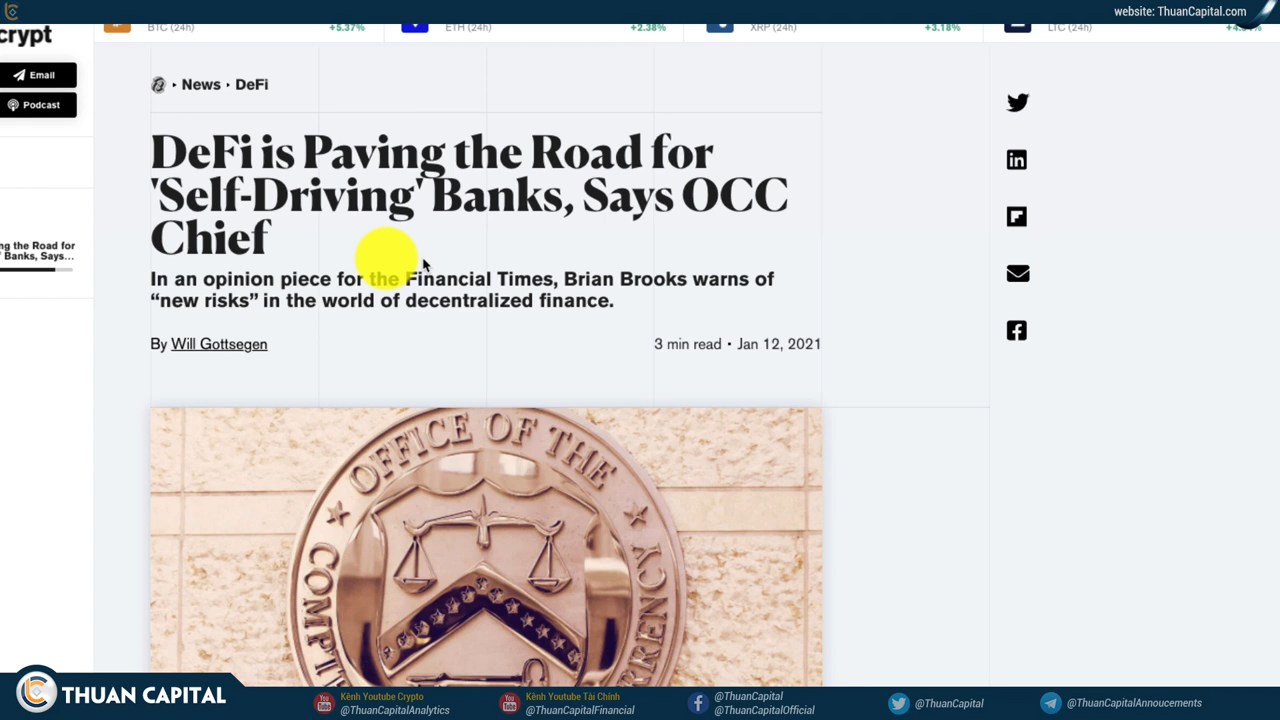 website: ThuanCapital.com
crypt
BTC (24h) +5.37% ETH (24h) +2.38% XRP (24h) +3.18% LTC (24h)
Email
Podcast
News ‣ DeFi
DeFi is Paving the Road for
'Self-Driving' Banks, Says OCC
Chief
In an opinion piece for the Financial Times, Brian Brooks warns of
“new risks” in the world of decentralized finance.
By Will Gottsegen 3 min read • Jan 12, 2021
ng the Road for
Banks, Says...
OFFICE OF THE
COMPT
RRENCY
THUAN CAPITAL
Kênh Youtube Crypto
@ThuanCapitalAnalytics
Kênh Youtube Tài Chính
@ThuanCapitalFinancial
@ThuanCapital
@ThuanCapitalOfficial
@ThuanCapital
@ThuanCapitalAnnoucements